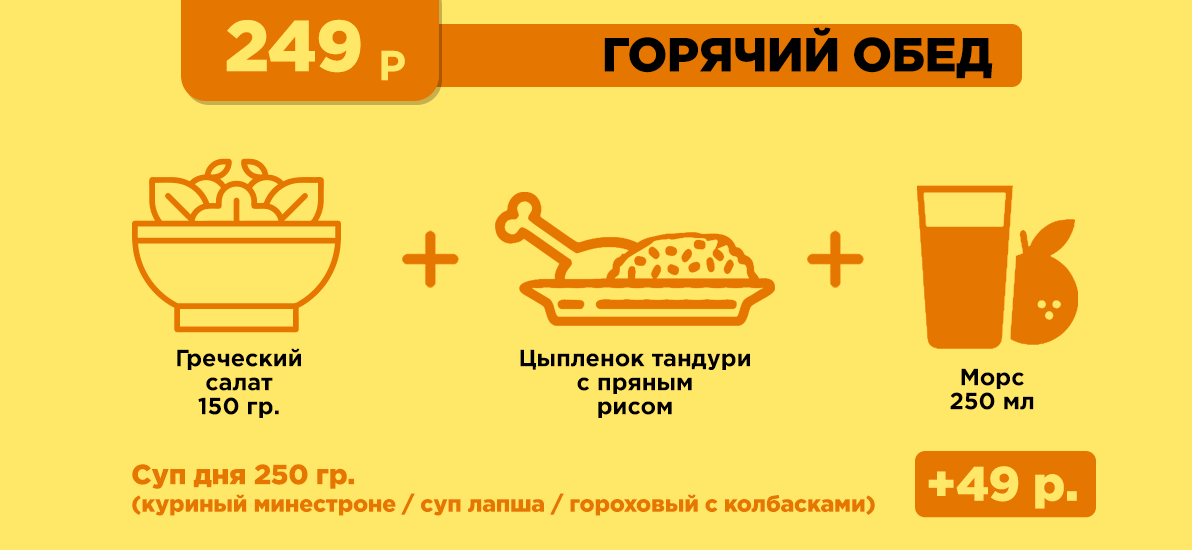 249 Р
ГОРЯЧИЙ ОБЕД
Греческий
салат
150 гр.
Цыпленок тандури
с пряным
рисом
Морс
250 мл
Суп дня 250 гр.
(куриный минестроне / суп лапша / гороховый с колбасками)
+49 р.